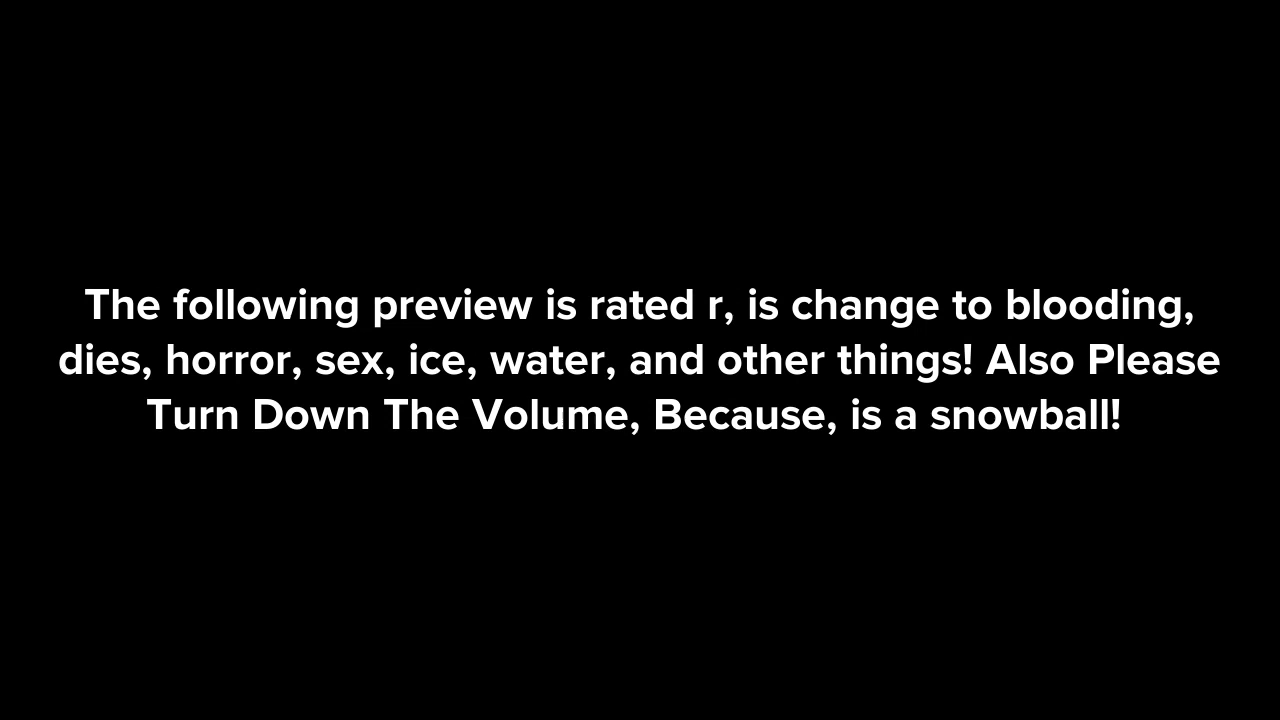 The following preview is rated r, is change to blooding,
dies, horror, sex, ice, water, and other things! Also Please
Turn Down The Volume, Because, is a snowball!